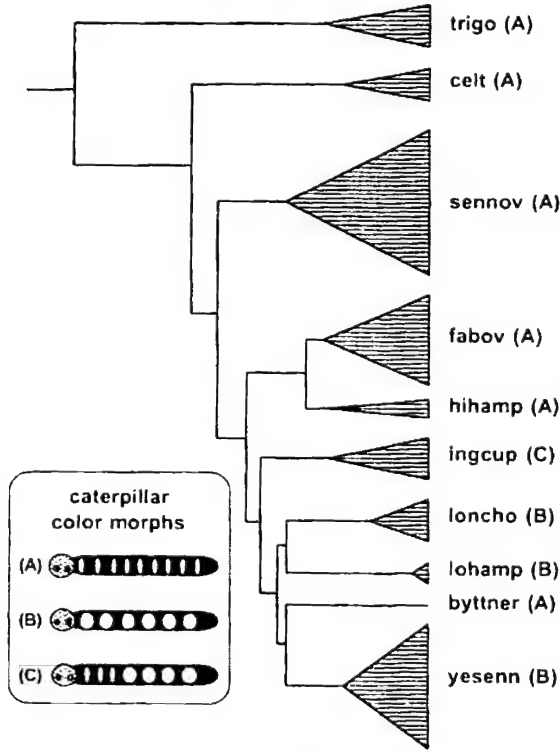 trigo (A)
celt (A)
sennov (A)
fabov (A)
hihamp (A)
ingcup (C)
loncho (B)
lohamp (B)
byttner (A)
yesenn (B)
caterpillar
color morphs
(A)
(B)
(C)